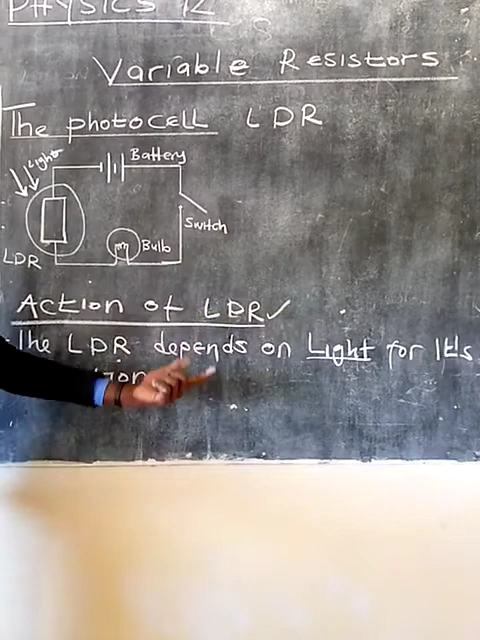 PHYSICS 12
Variable Resistors
The photocell LDR
Light
Battery
Switch
Bulb
LDR
Action of LDR ✓
The LDR depends on Light for It's